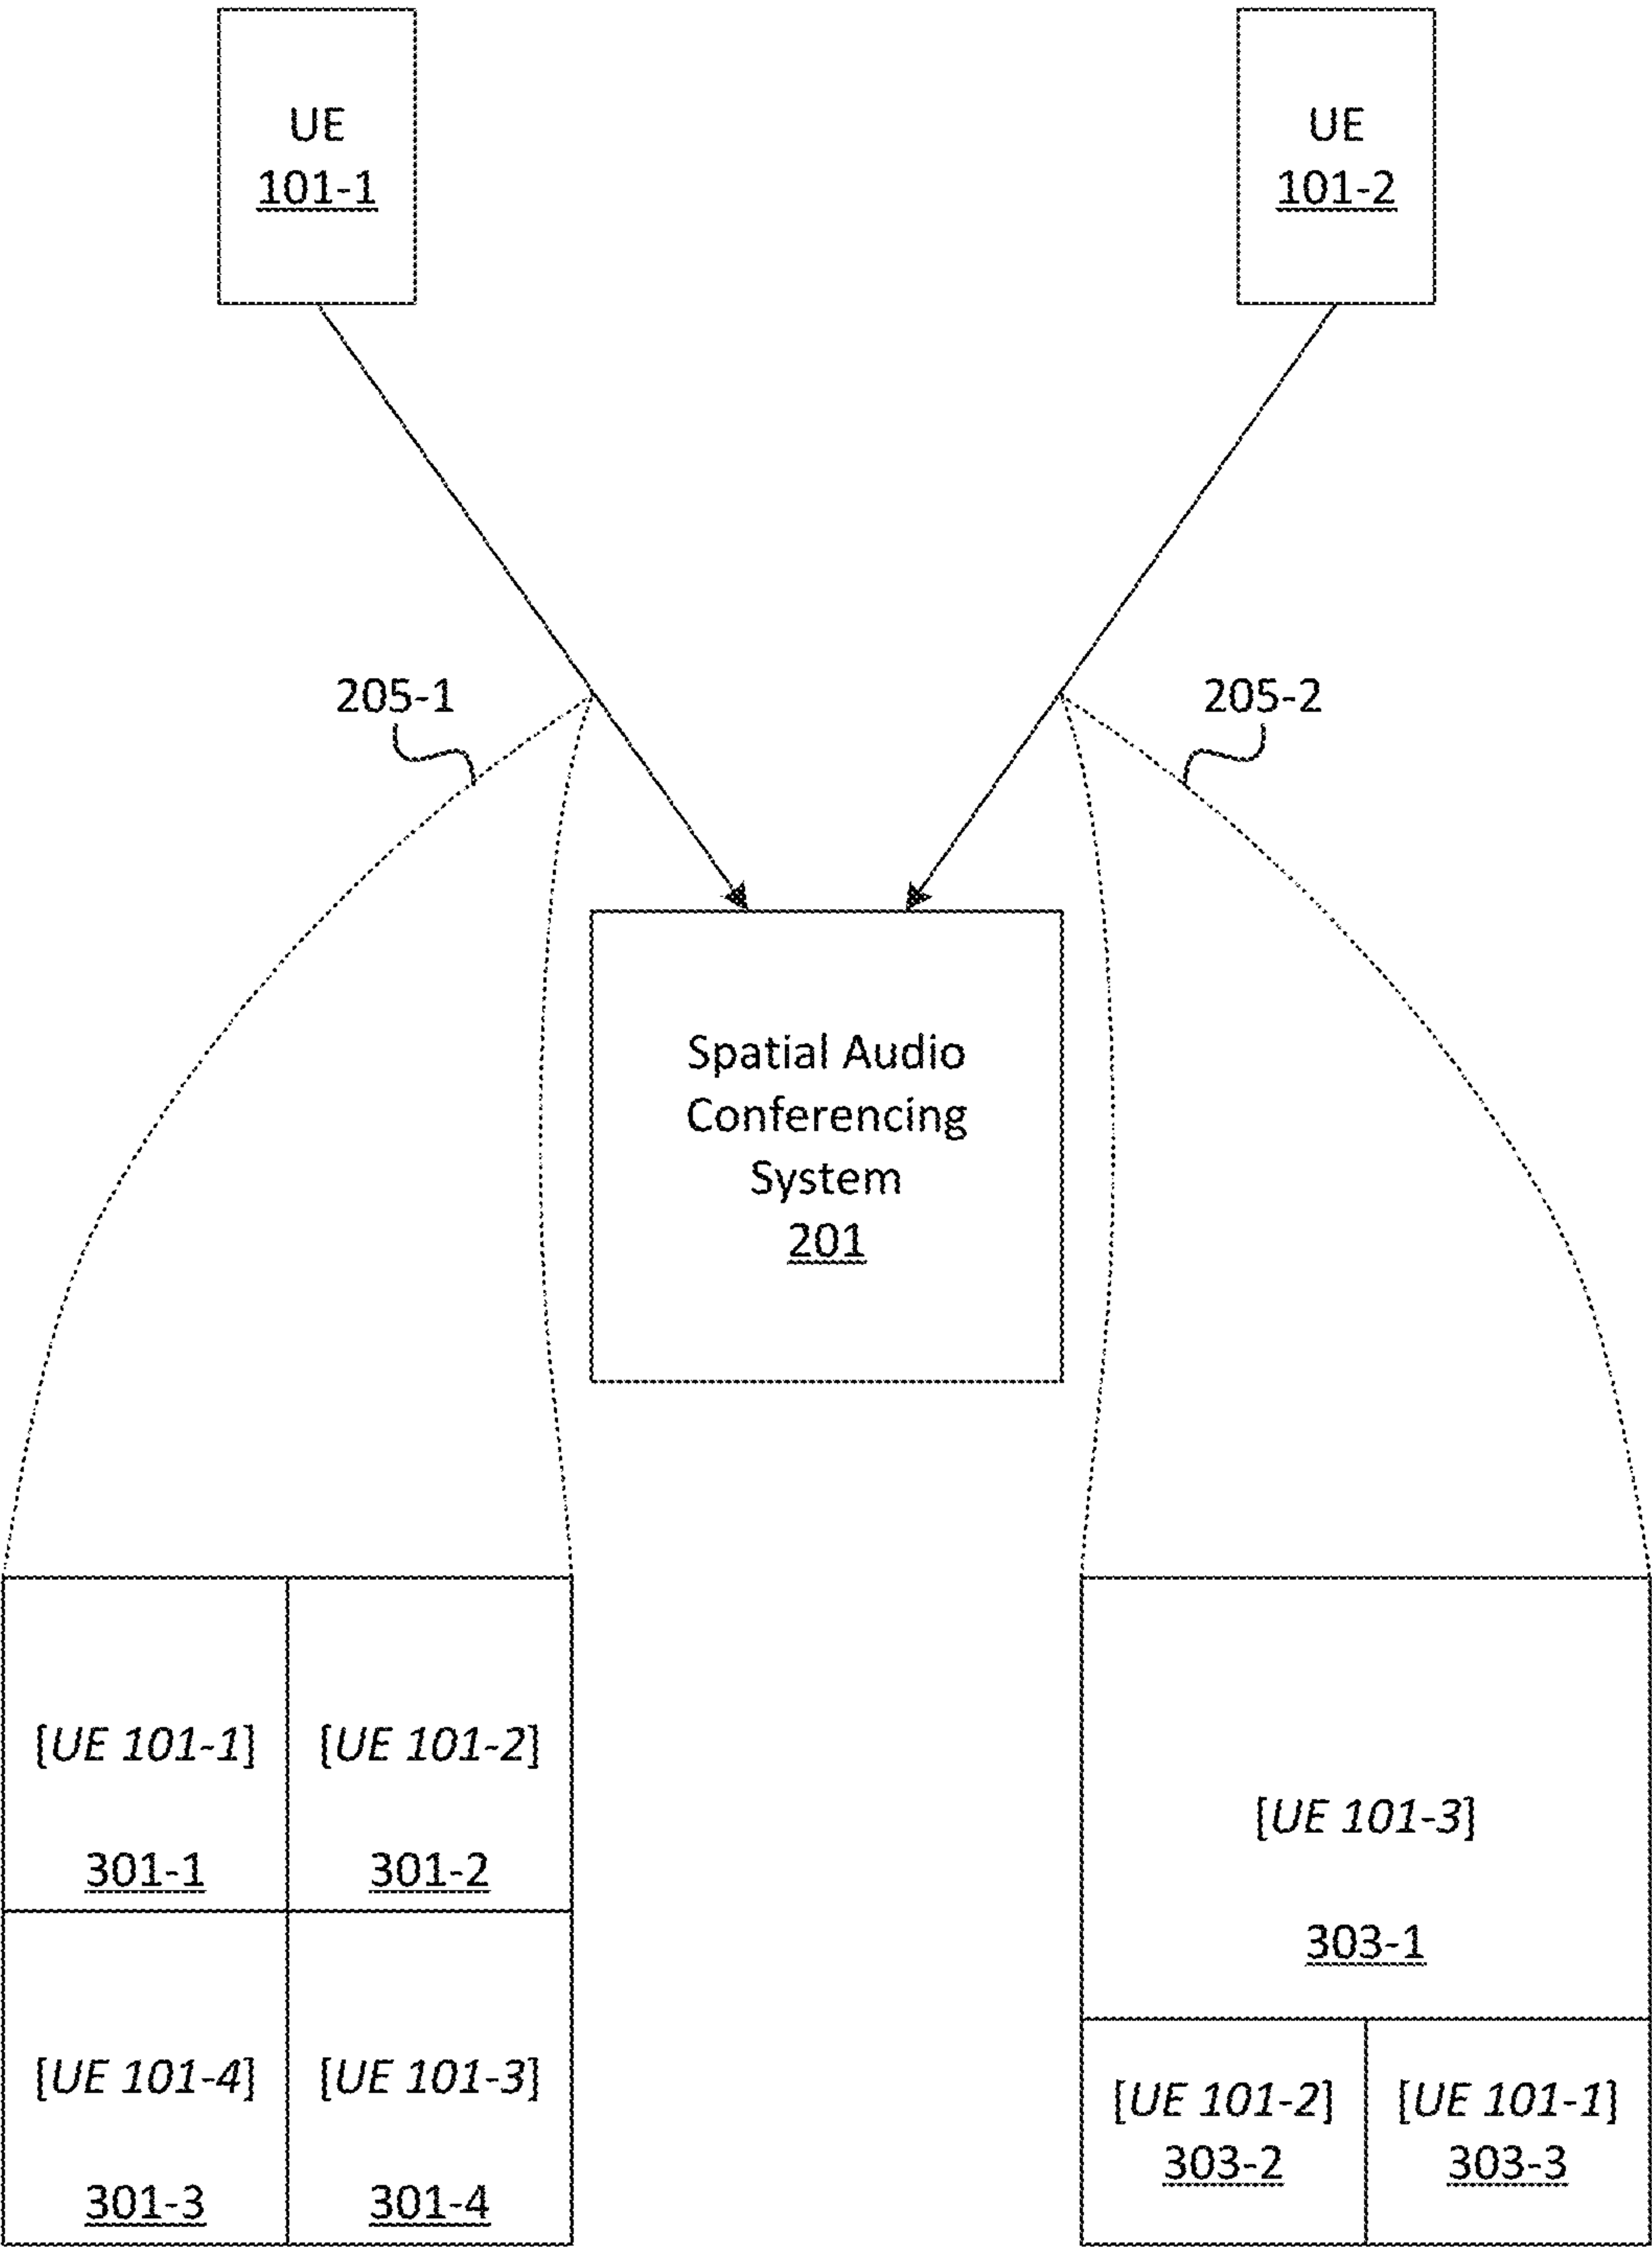 UE
101-1
UE
101-2
205-1
205-2
Spatial Audio
Conferencing
System
201
[UE 101-1]
301-1
[UE 101-2]
301-2
[UE 101-4]
301-3
[UE 101-3]
301-4
[UE 101-3]
303-1
[UE 101-2]
303-2
[UE 101-1]
303-3